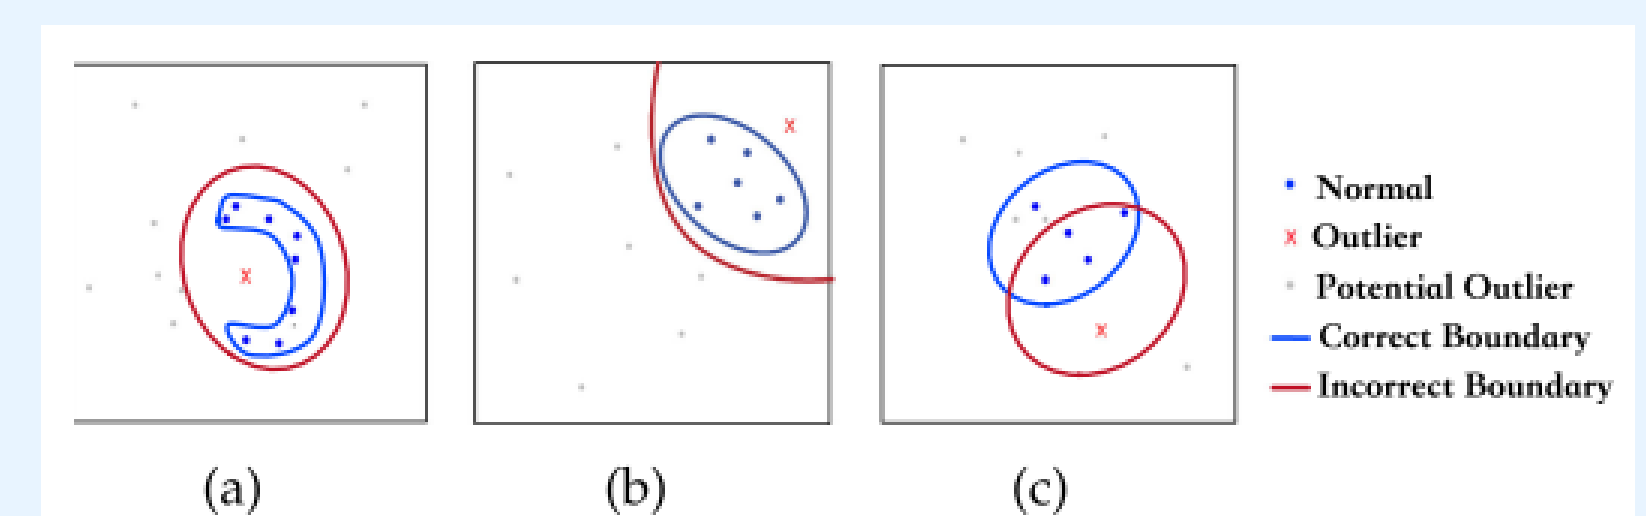 Normal
x Outlier
Potential Outlier
Correct Boundary
Incorrect Boundary
(a)
(b)
(c)